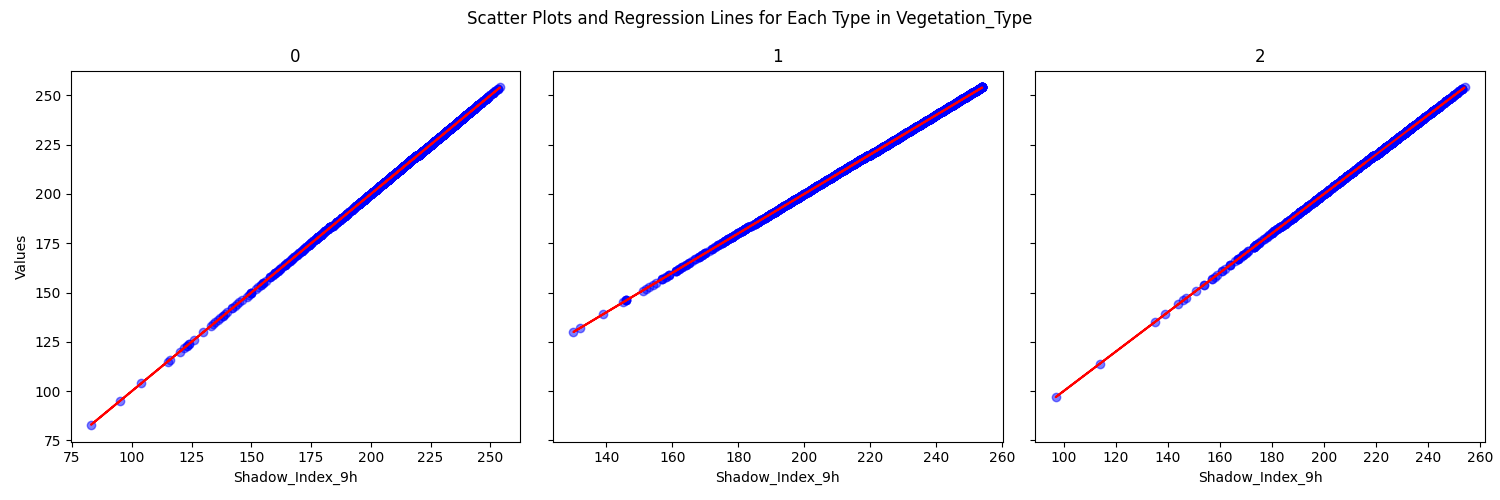 Scatter Plots and Regression Lines for Each Type in Vegetation_Type
0
1
2
Values
250
225
200
175
150
125
100
75
75 100 125 150 175 200 225 250
140 160 180 200 220 240 260
100 120 140 160 180 200 220 240 260
Shadow_Index_9h
Shadow_Index_9h
Shadow_Index_9h